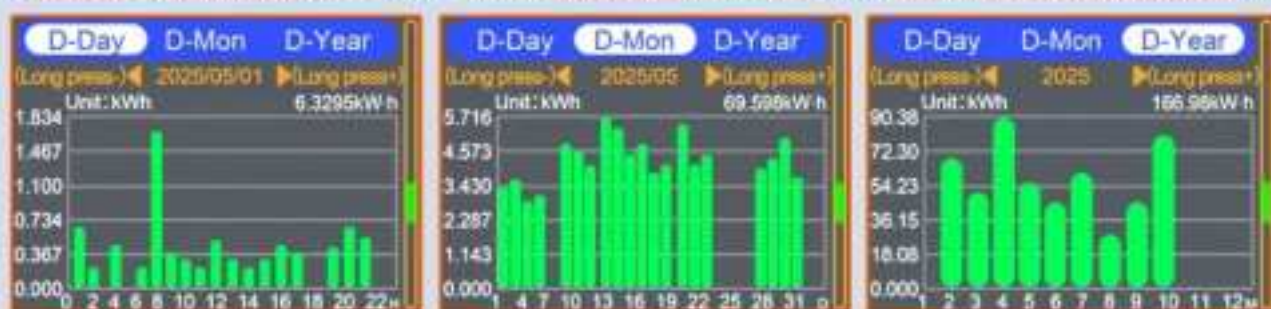 D-Day D-Mon D-Year
(Long press-) 2025/05/01 (Long press+)
Unit: kWh 6.3295kW·h
1.834
1.467
1.100
0.734
0.367
0.000
0 2 4 6 8 10 12 14 16 18 20 22 H
D-Day D-Mon D-Year
(Long press-) 2025/05 (Long press+)
Unit: kWh 69.598kW·h
5.716
4.573
3.430
2.287
1.143
0.000
1 4 7 10 13 16 19 22 25 28 31 D
D-Day D-Mon D-Year
(Long press-) 2025 (Long press+)
Unit: kWh 166.98kW·h
90.38
72.30
54.23
36.15
18.08
0.000
1 2 3 4 5 6 7 8 9 10 11 12 M